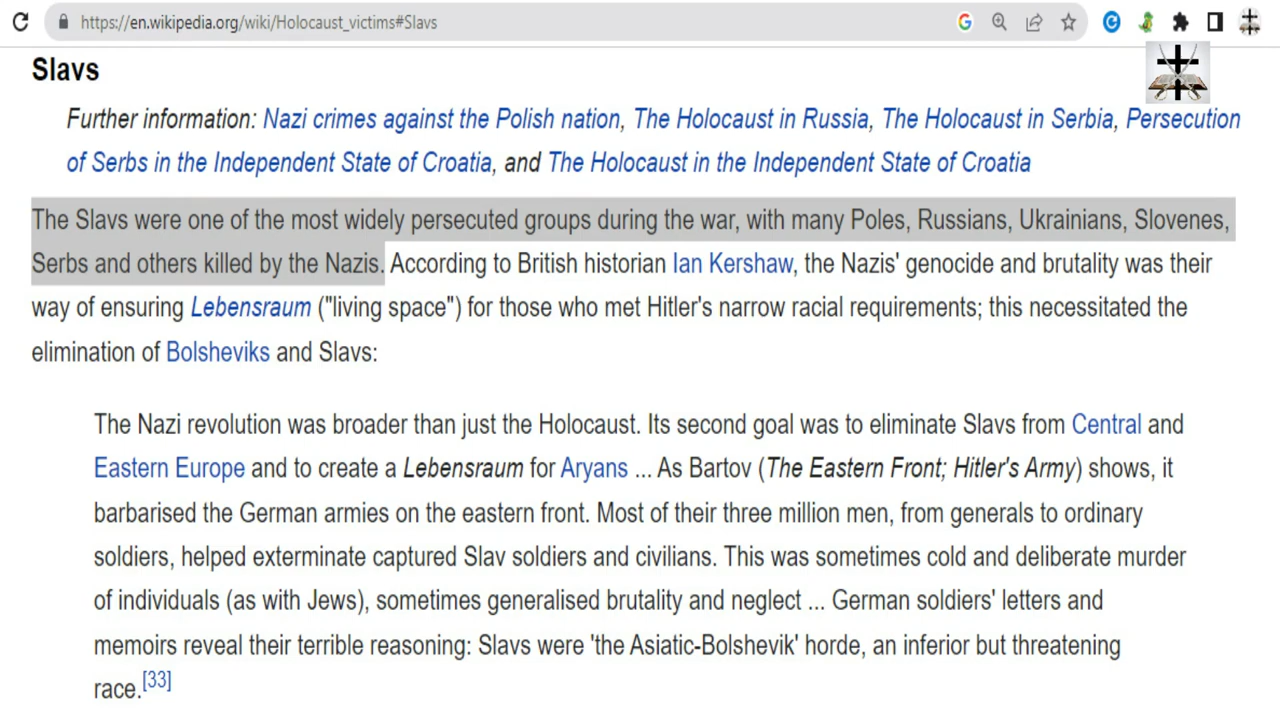 https://en.wikipedia.org/wiki/Holocaust_victims#Slavs
Slavs
Further information: Nazi crimes against the Polish nation, The Holocaust in Russia, The Holocaust in Serbia, Persecution
of Serbs in the Independent State of Croatia, and The Holocaust in the Independent State of Croatia
The Slavs were one of the most widely persecuted groups during the war, with many Poles, Russians, Ukrainians, Slovenes,
Serbs and others killed by the Nazis. According to British historian Ian Kershaw, the Nazis' genocide and brutality was their
way of ensuring Lebensraum ("living space") for those who met Hitler's narrow racial requirements; this necessitated the
elimination of Bolsheviks and Slavs:
The Nazi revolution was broader than just the Holocaust. Its second goal was to eliminate Slavs from Central and
Eastern Europe and to create a Lebensraum for Aryans ... As Bartov (The Eastern Front; Hitler's Army) shows, it
barbarised the German armies on the eastern front. Most of their three million men, from generals to ordinary
soldiers, helped exterminate captured Slav soldiers and civilians. This was sometimes cold and deliberate murder
of individuals (as with Jews), sometimes generalised brutality and neglect ... German soldiers' letters and
memoirs reveal their terrible reasoning: Slavs were 'the Asiatic-Bolshevik' horde, an inferior but threatening
race.[33]